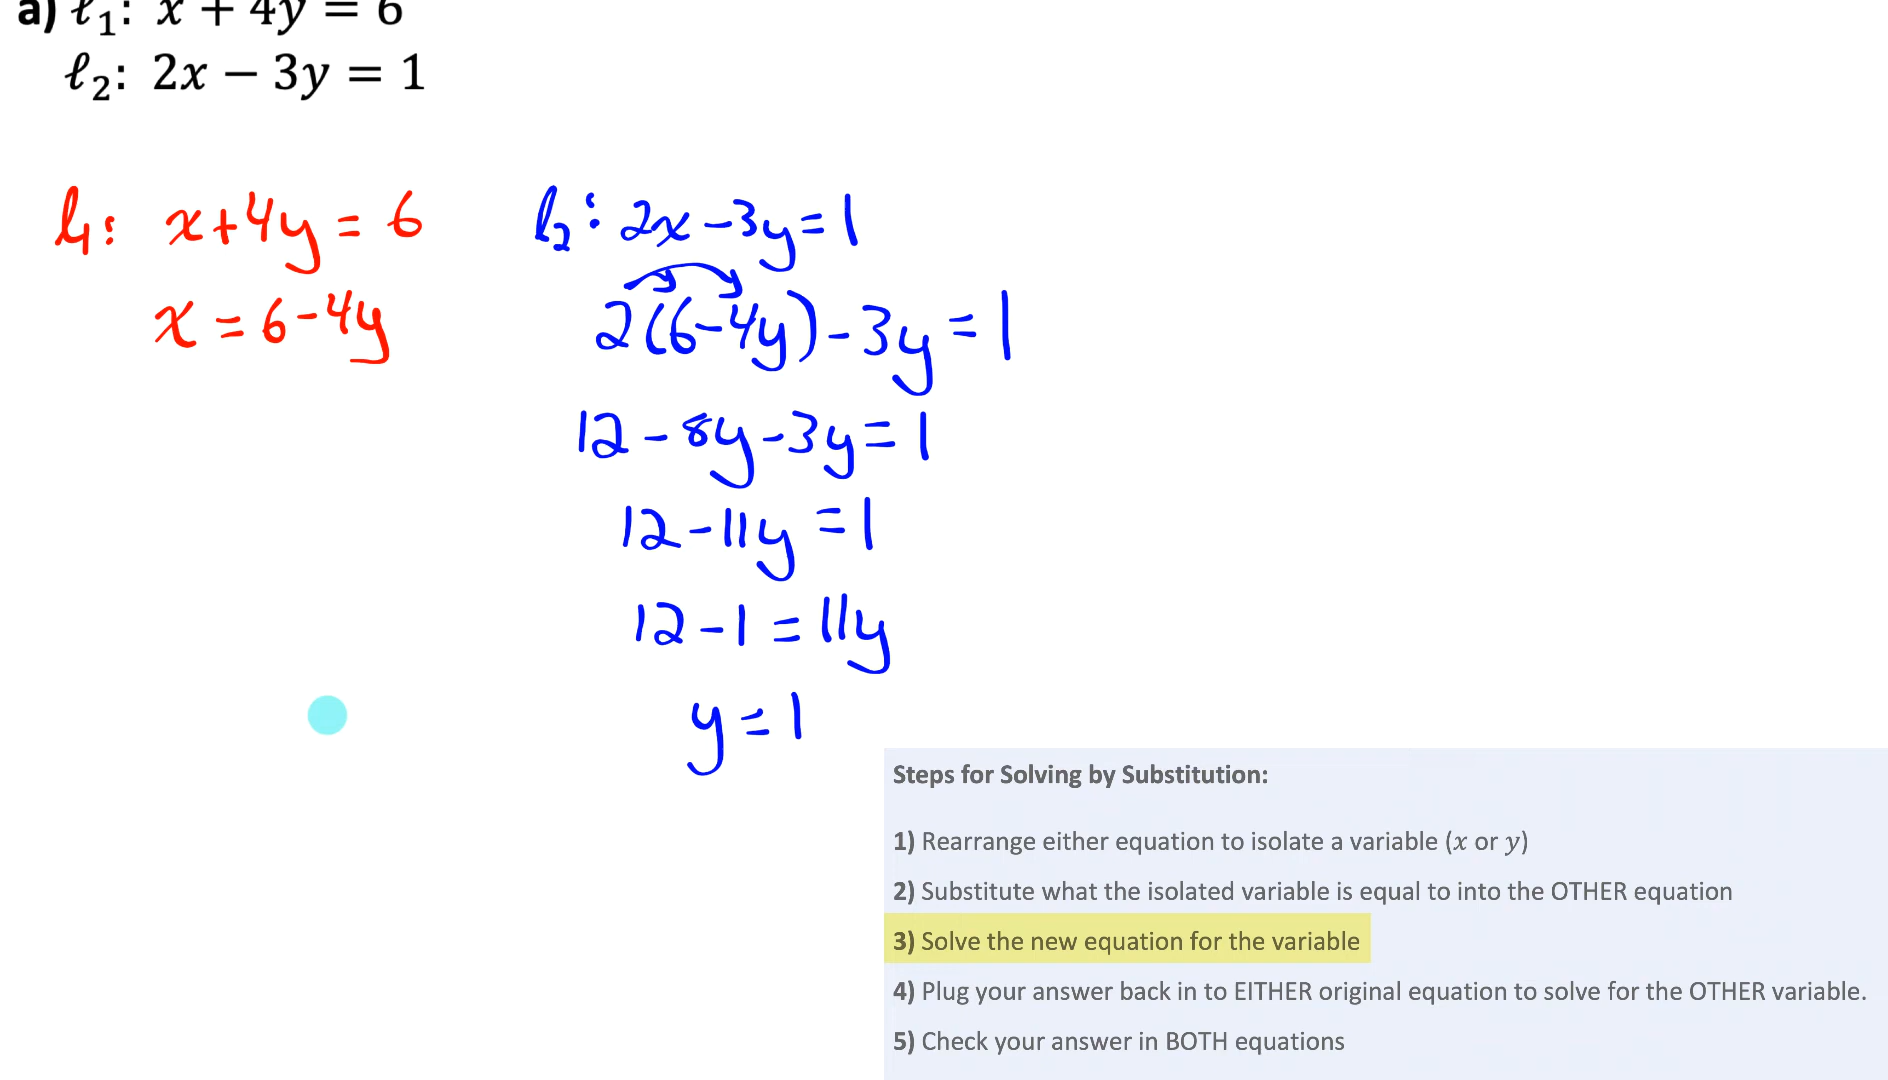 a) ℓ₁: x + 4y = 6
ℓ₂: 2x − 3y = 1
l₁: x+4y=6
x=6-4y
l₂: 2x-3y=1
2(6-4y)-3y=1
12-8y-3y=1
12-11y=1
12-1=11y
y=1
Steps for Solving by Substitution:
1) Rearrange either equation to isolate a variable (x or y)
2) Substitute what the isolated variable is equal to into the OTHER equation
3) Solve the new equation for the variable
4) Plug your answer back in to EITHER original equation to solve for the OTHER variable.
5) Check your answer in BOTH equations